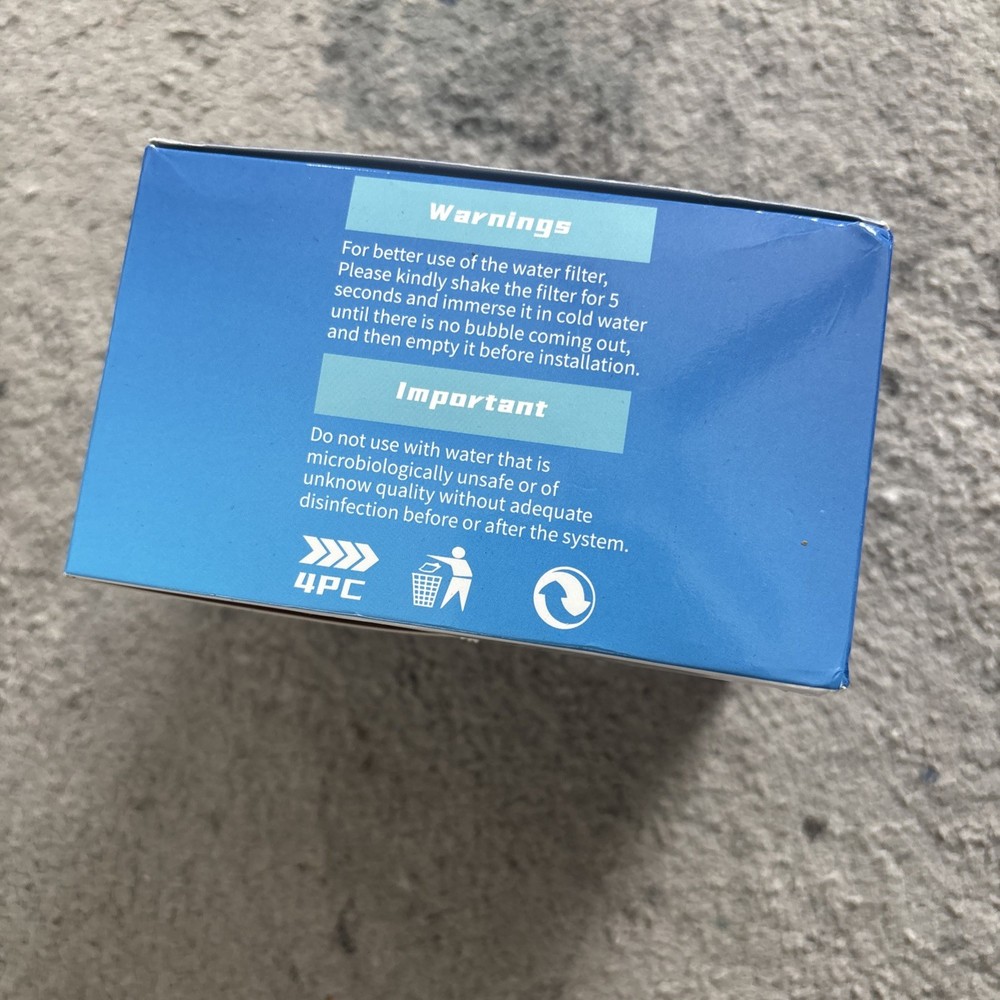 Warnings
For better use of the water filter,
Please kindly shake the filter for 5
seconds and immerse it in cold water
until there is no bubble coming out,
and then empty it before installation.
Important
Do not use with water that is
microbiologically unsafe or of
unknow quality without adequate
disinfection before or after the system.
4PC